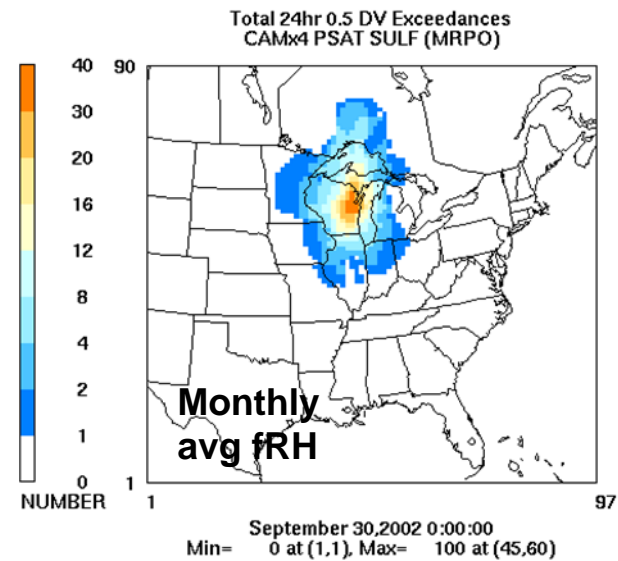 Total 24hr 0.5 DV Exceedances
CAMx4 PSAT SULF (MRPO)
40
30
20
16
12
8
4
2
1
0
NUMBER
90
1
1
97
Monthly
avg fRH
September 30,2002 0:00:00
Min= 0 at (1,1), Max= 100 at (45,60)